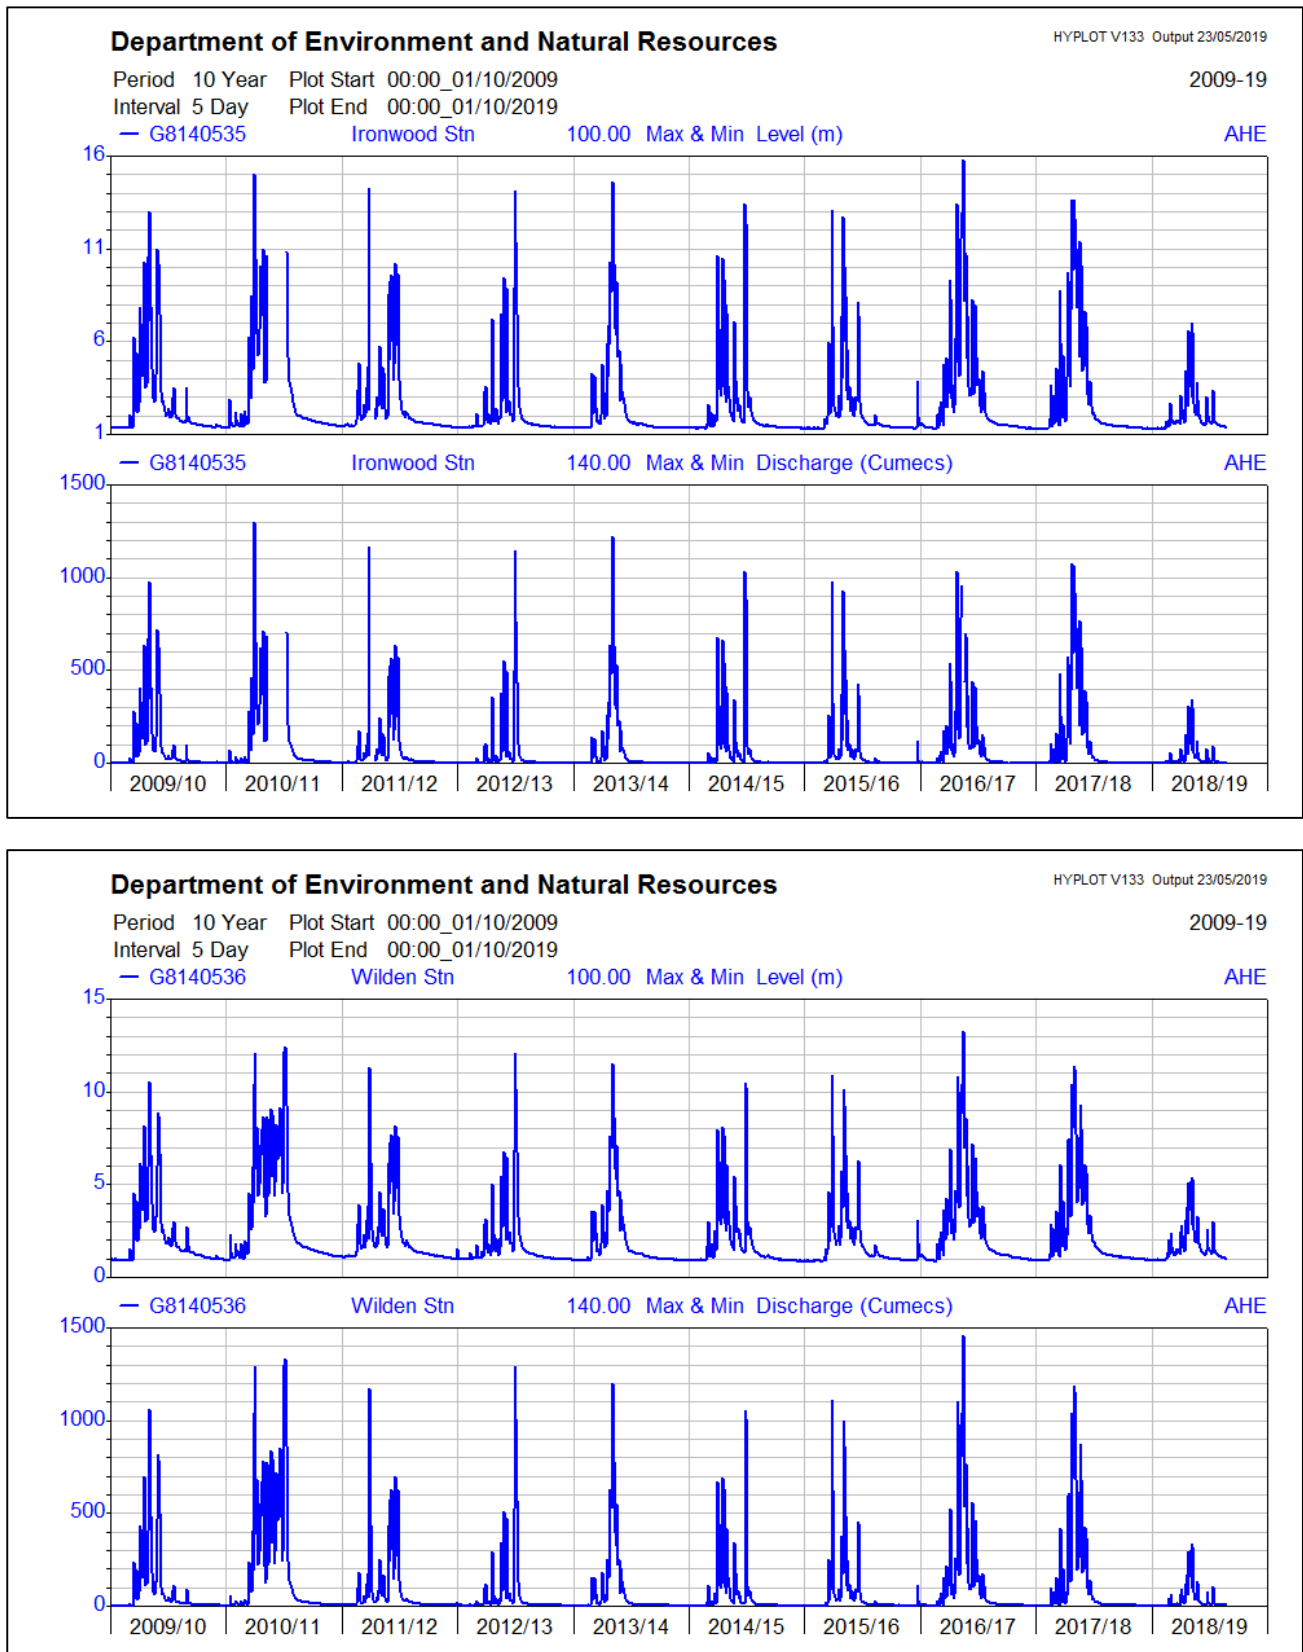 Department of Environment and Natural Resources HYPLOT V133 Output 23/05/2019
Period 10 Year Plot Start 00:00_01/10/2009 2009-19
Interval 5 Day Plot End 00:00_01/10/2019
G8140535 Ironwood Stn 100.00 Max & Min Level (m) AHE
16
11
6
1
G8140535 Ironwood Stn 140.00 Max & Min Discharge (Cumecs) AHE
1500
1000
500
0
2009/10 2010/11 2011/12 2012/13 2013/14 2014/15 2015/16 2016/17 2017/18 2018/19
Department of Environment and Natural Resources HYPLOT V133 Output 23/05/2019
Period 10 Year Plot Start 00:00_01/10/2009 2009-19
Interval 5 Day Plot End 00:00_01/10/2019
G8140536 Wilden Stn 100.00 Max & Min Level (m) AHE
15
10
5
0
G8140536 Wilden Stn 140.00 Max & Min Discharge (Cumecs) AHE
1500
1000
500
0
2009/10 2010/11 2011/12 2012/13 2013/14 2014/15 2015/16 2016/17 2017/18 2018/19